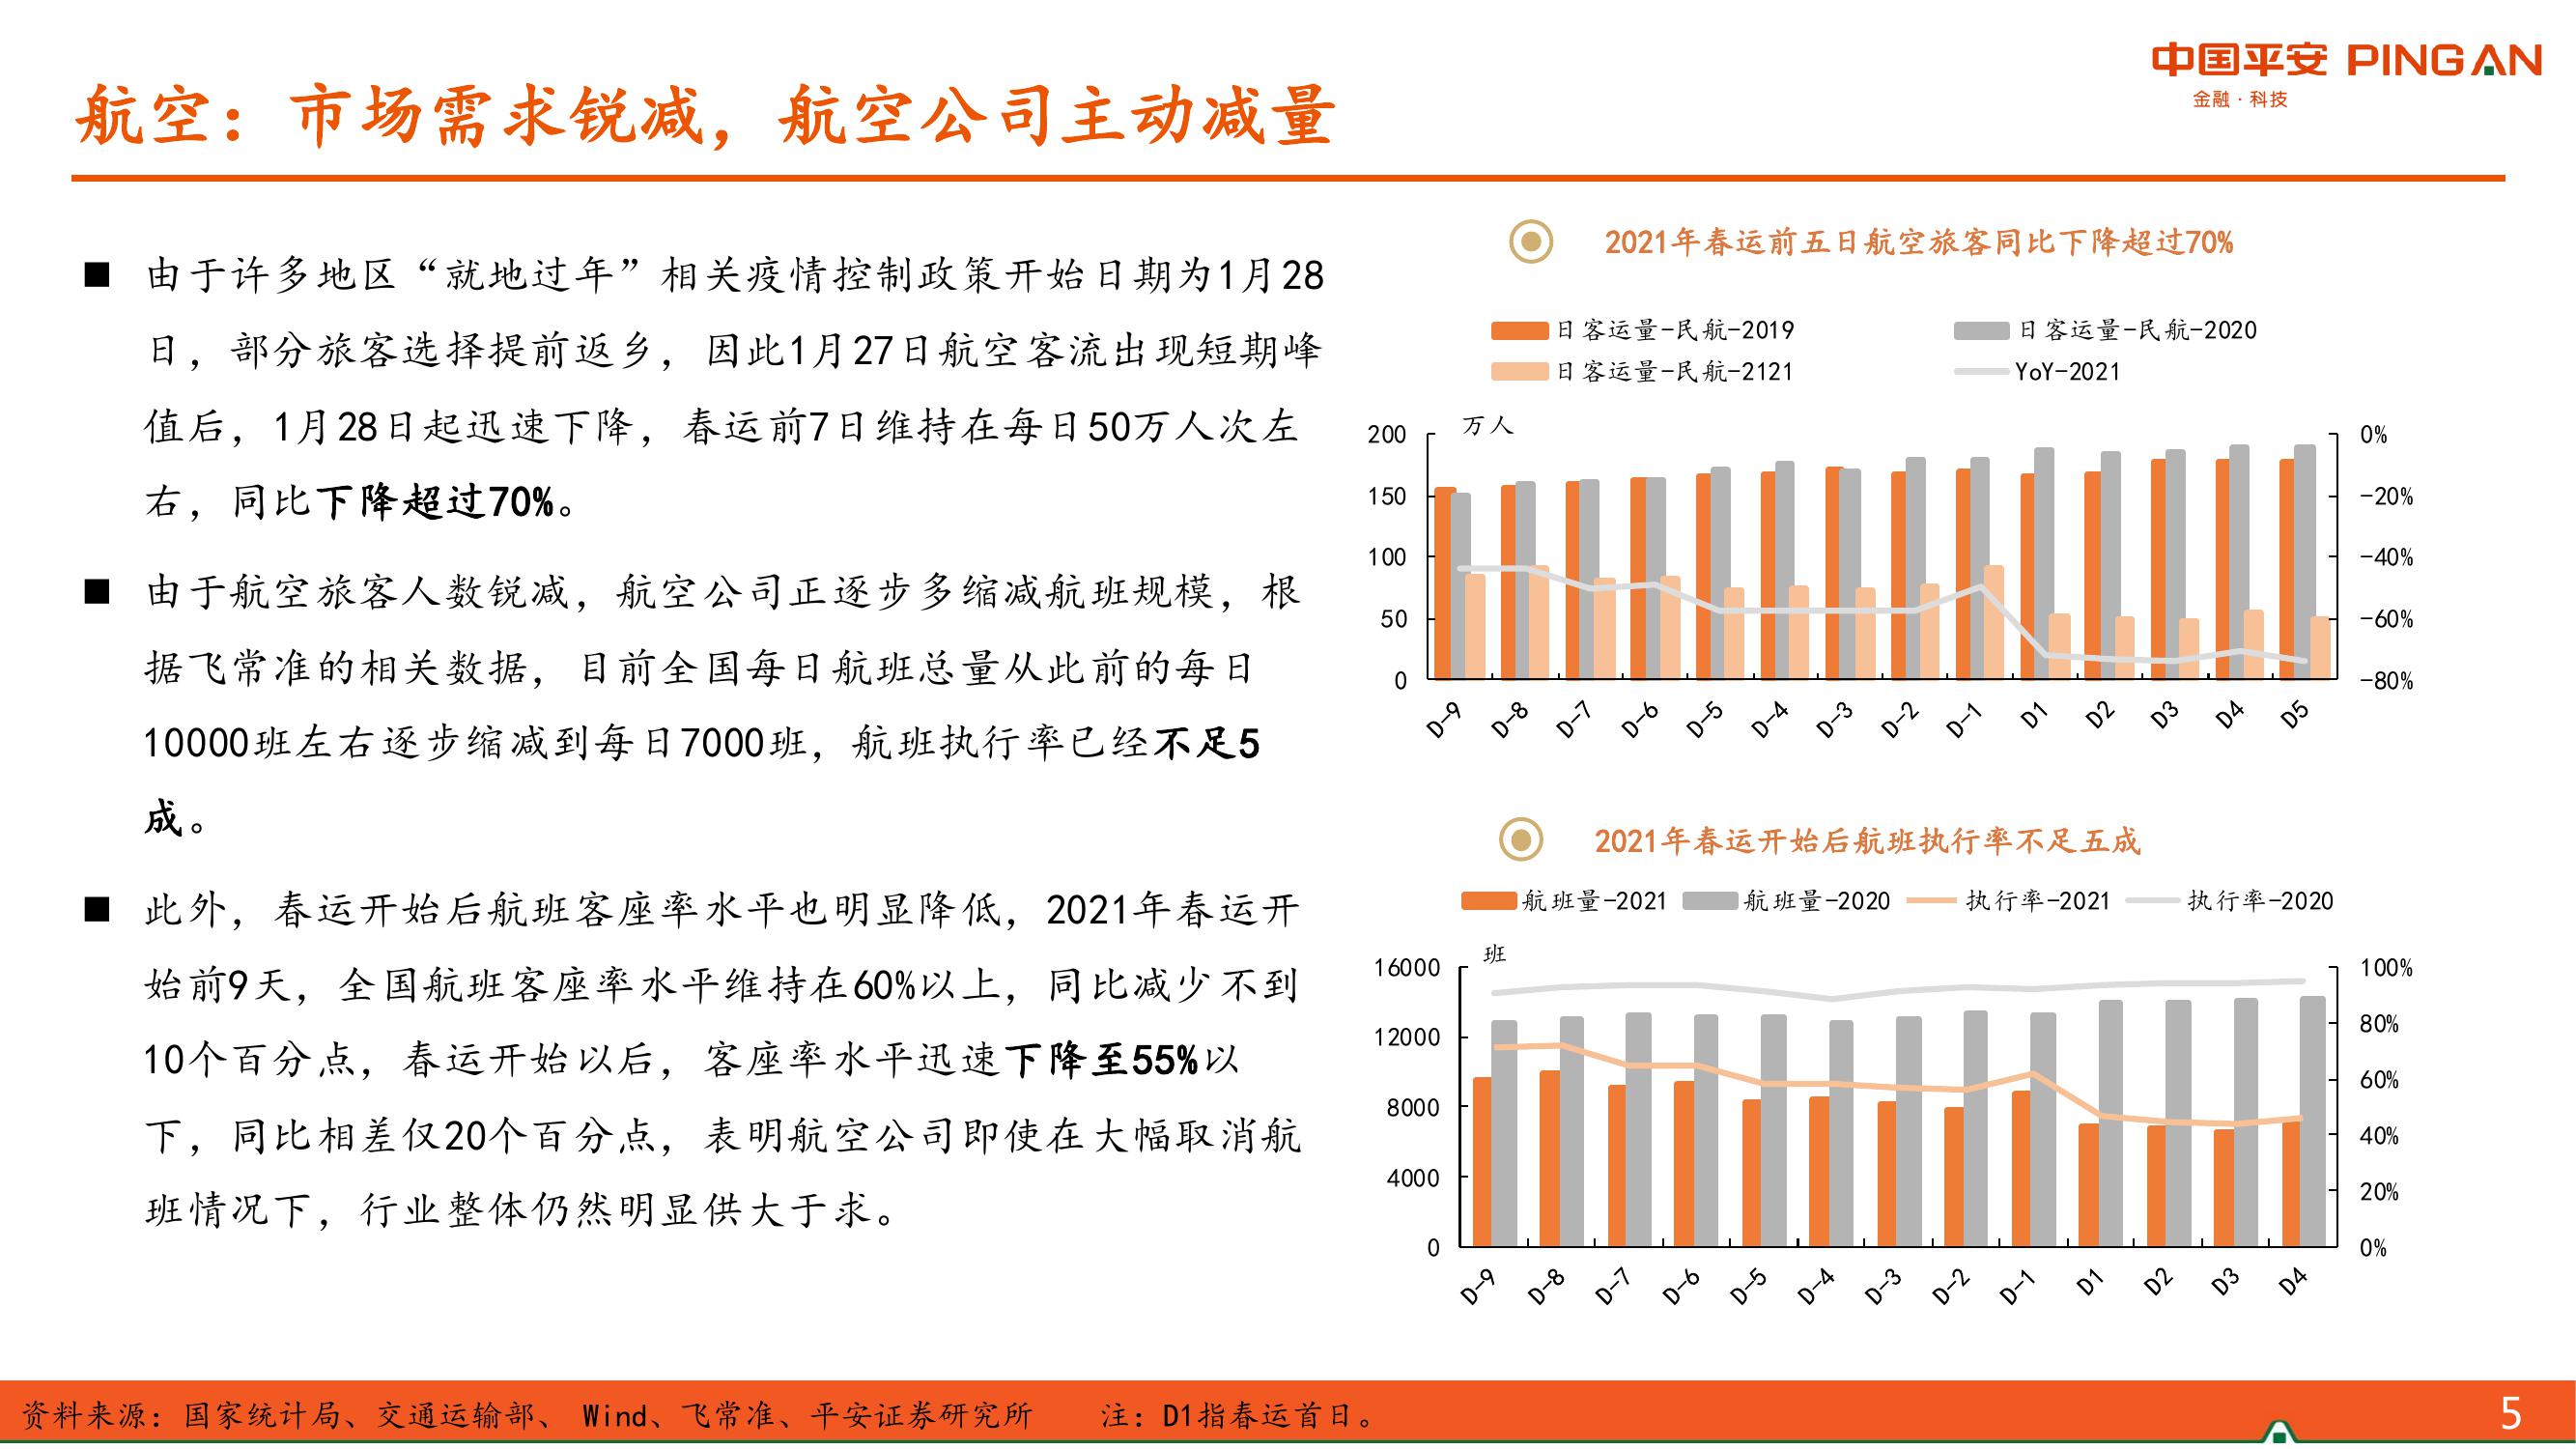 中国平安 PINGAN
金融·科技
航空：市场需求锐减，航空公司主动减量
■ 由于许多地区“就地过年”相关疫情控制政策开始日期为1月28
日，部分旅客选择提前返乡，因此1月27日航空客流出现短期峰
值后，1月28日起迅速下降，春运前7日维持在每日50万人次左
右，同比下降超过70%。
■ 由于航空旅客人数锐减，航空公司正逐步多缩减航班规模，根
据飞常准的相关数据，目前全国每日航班总量从此前的每日
10000班左右逐步缩减到每日7000班，航班执行率已经不足5
成。
■ 此外，春运开始后航班客座率水平也明显降低，2021年春运开
始前9天，全国航班客座率水平维持在60%以上，同比减少不到
10个百分点，春运开始以后，客座率水平迅速下降至55%以
下，同比相差仅20个百分点，表明航空公司即使在大幅取消航
班情况下，行业整体仍然明显供大于求。
2021年春运前五日航空旅客同比下降超过70%
日客运量-民航-2019 日客运量-民航-2020
日客运量-民航-2121 YoY-2021
万人
200 0%
150 -20%
100 -40%
50 -60%
0 -80%
D-9 D-8 D-7 D-6 D-5 D-4 D-3 D-2 D-1 D1 D2 D3 D4 D5
2021年春运开始后航班执行率不足五成
航班量-2021 航班量-2020 执行率-2021 执行率-2020
班
16000 100%
12000 80%
8000 60%
4000 40%
0 20%
0%
D-9 D-8 D-7 D-6 D-5 D-4 D-3 D-2 D-1 D1 D2 D3 D4
资料来源：国家统计局、交通运输部、 Wind、飞常准、平安证券研究所 注：D1指春运首日。
5